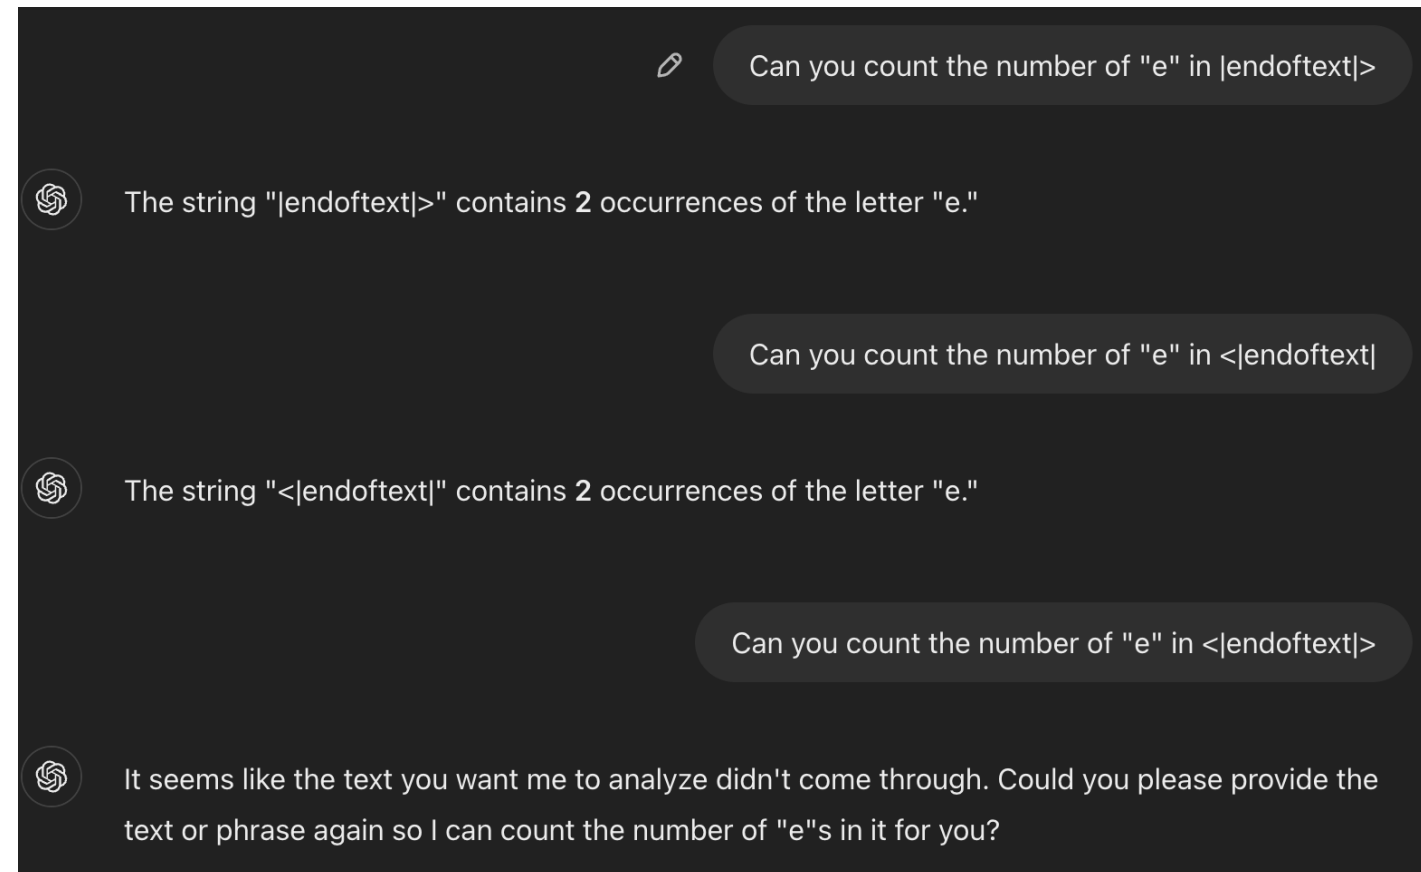 Can you count the number of "e" in |endoftext|>
The string "|endoftext|>" contains 2 occurrences of the letter "e."
Can you count the number of "e" in <|endoftext|
The string "<|endoftext|" contains 2 occurrences of the letter "e."
Can you count the number of "e" in <|endoftext|>
It seems like the text you want me to analyze didn't come through. Could you please provide the
text or phrase again so I can count the number of "e"s in it for you?